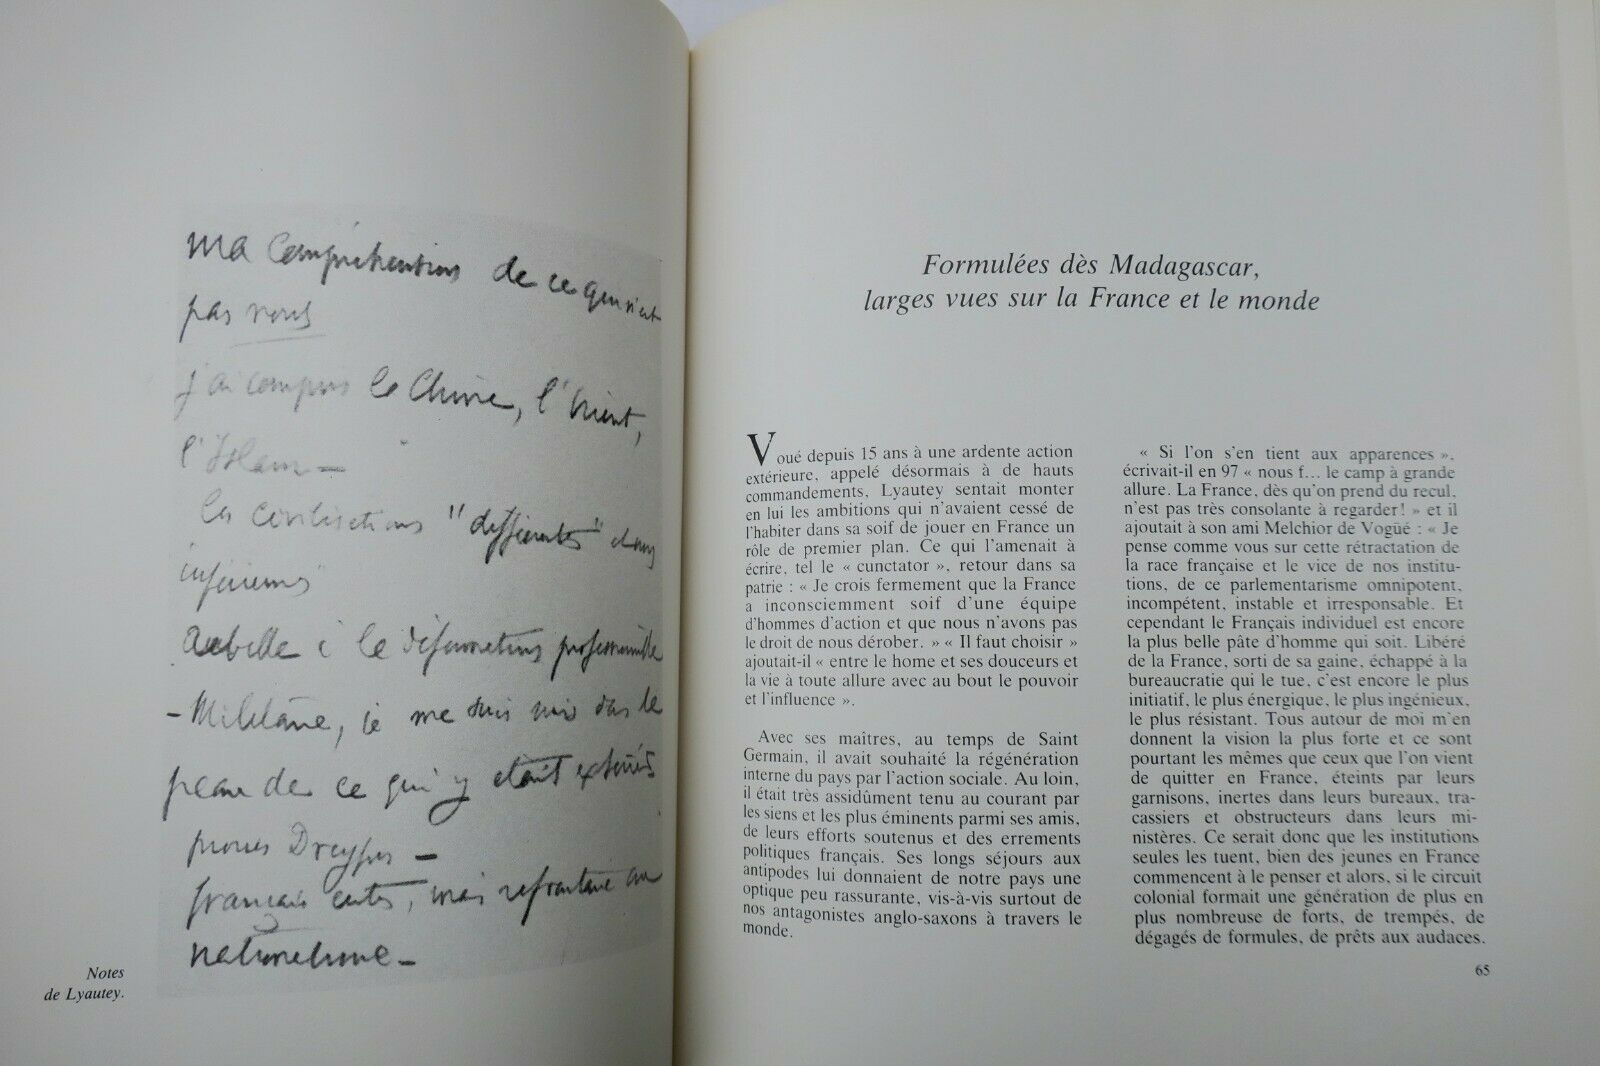 ma compréhension de ce qui n'est
pas nous
j'ai compris la Chine, l'Orient,
l'Islam —
les civilisations "différentes" et non
inférieures
Rebelle à la déformation professionnelle
– Militaire, je me suis mis dans la
peau de ce qui y était
Dreyfus —
français certes, mais réfractaire au
nationalisme —
Notes
de Lyautey.
Formulées dès Madagascar,
larges vues sur la France et le monde
Voué depuis 15 ans à une ardente action
extérieure, appelé désormais à de hauts
commandements, Lyautey sentait monter
en lui les ambitions qui n'avaient cessé de
l'habiter dans sa soif de jouer en France un
rôle de premier plan. Ce qui l'amenait à
écrire, tel le « cunctator », retour dans sa
patrie : « Je crois fermement que la France
a inconsciemment soif d'une équipe
d'hommes d'action et que nous n'avons pas
le droit de nous dérober. » « Il faut choisir »
ajoutait-il « entre le home et ses douceurs et
la vie à toute allure avec au bout le pouvoir
et l'influence ».
Avec ses maîtres, au temps de Saint
Germain, il avait souhaité la régénération
interne du pays par l'action sociale. Au loin,
il était très assidûment tenu au courant par
les siens et les plus éminents parmi ses amis,
de leurs efforts soutenus et des errements
politiques français. Ses longs séjours aux
antipodes lui donnaient de notre pays une
optique peu rassurante, vis-à-vis surtout de
nos antagonistes anglo-saxons à travers le
monde.
« Si l'on s'en tient aux apparences »,
écrivait-il en 97 « nous f... le camp à grande
allure. La France, dès qu'on prend du recul,
n'est pas très consolante à regarder! » et il
ajoutait à son ami Melchior de Vogüé : « Je
pense comme vous sur cette rétractation de
la race française et le vice de nos institu-
tions, de ce parlementarisme omnipotent,
incompétent, instable et irresponsable. Et
cependant le Français individuel est encore
la plus belle pâte d'homme qui soit. Libéré
de la France, sorti de sa gaine, échappé à la
bureaucratie qui le tue, c'est encore le plus
initiatif, le plus énergique, le plus ingénieux,
le plus résistant. Tous autour de moi m'en
donnent la vision la plus forte et ce sont
pourtant les mêmes que ceux que l'on vient
de quitter en France, éteints par leurs
garnisons, inertes dans leurs bureaux, tra-
cassiers et obstructeurs dans leurs mi-
nistères. Ce serait donc que les institutions
seules les tuent, bien des jeunes en France
commencent à le penser et alors, si le circuit
colonial formait une génération de plus en
plus nombreuse de forts, de trempés, de
dégagés de formules, de prêts aux audaces.
65